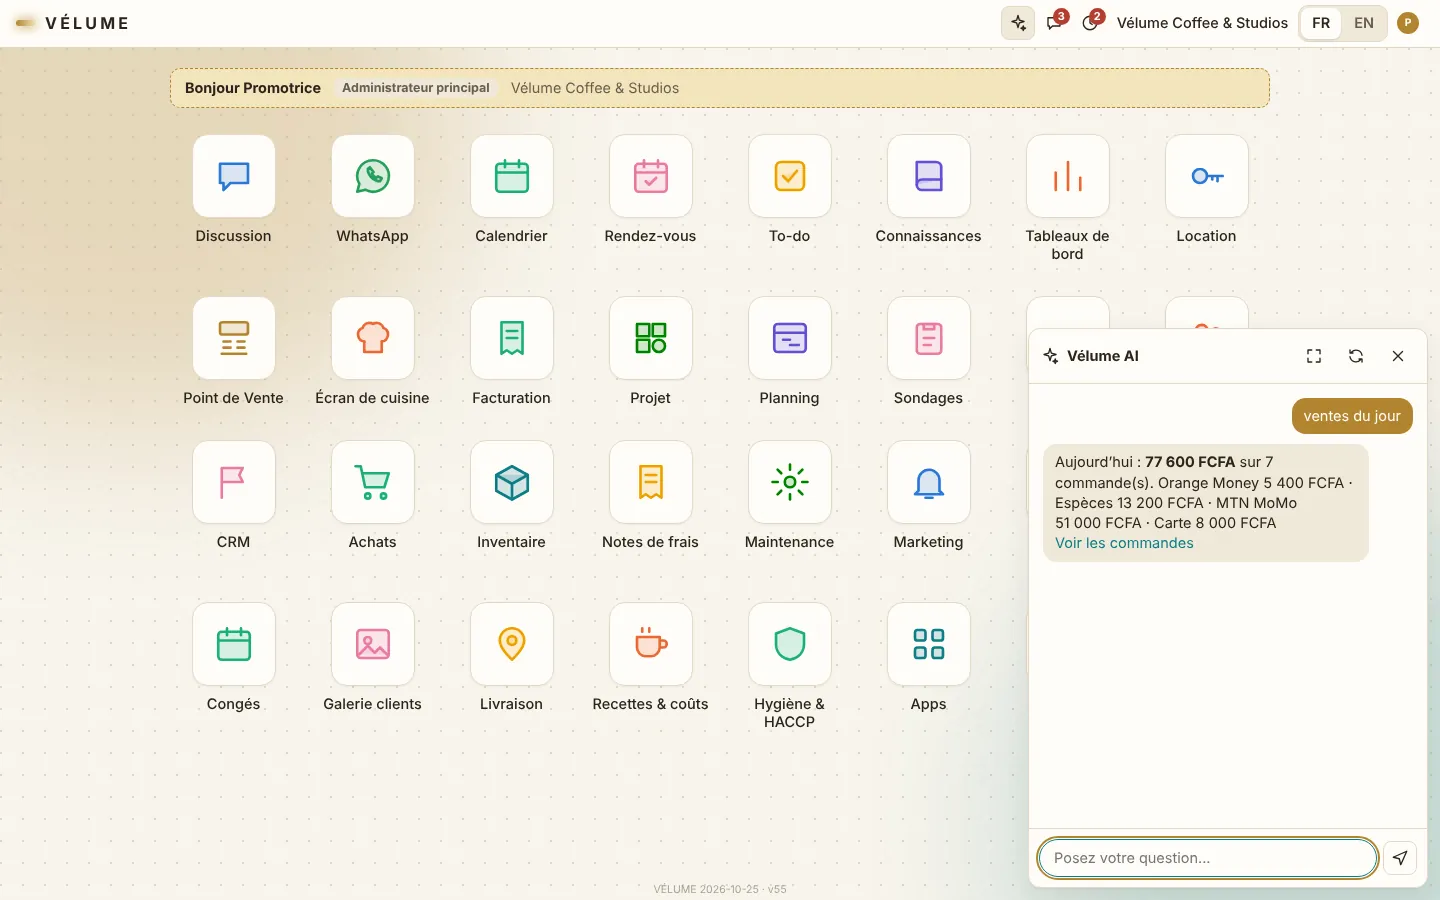 VÉLUME
3
2
Vélume Coffee & Studios
FR
EN
P
Bonjour Promotrice
Administrateur principal
Vélume Coffee & Studios
Discussion
WhatsApp
Calendrier
Rendez-vous
To-do
Connaissances
Tableaux de
bord
Location
Point de Vente
Écran de cuisine
Facturation
Projet
Planning
Sondages
CRM
Achats
Inventaire
Notes de frais
Maintenance
Marketing
Congés
Galerie clients
Livraison
Recettes & coûts
Hygiène &
HACCP
Apps
Vélume AI
ventes du jour
Aujourd’hui : 77 600 FCFA sur 7
commande(s). Orange Money 5 400 FCFA ·
Espèces 13 200 FCFA · MTN MoMo
51 000 FCFA · Carte 8 000 FCFA
Voir les commandes
Posez votre question...
VÉLUME 2026-10-25 · v55